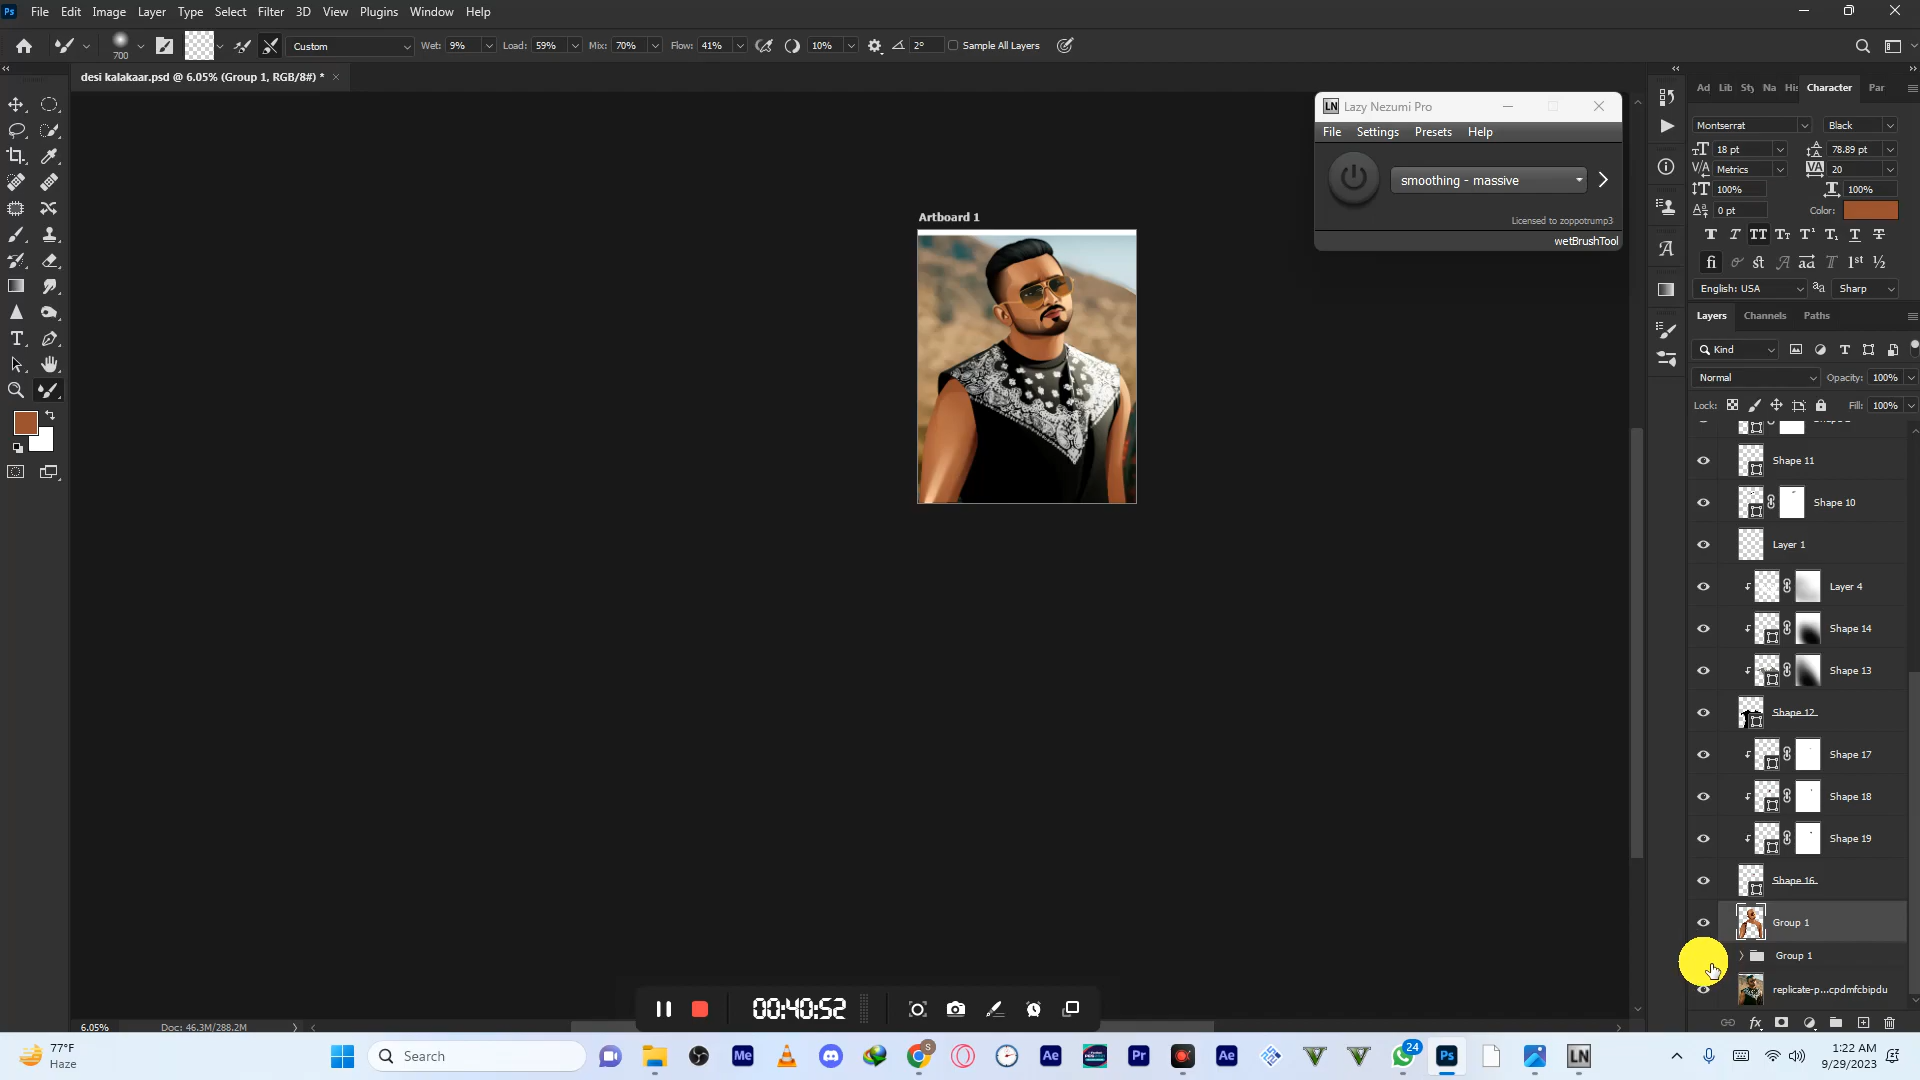 Ps File Edit Image Layer Type Select Filter 3D View Plugins Window Help
700 Custom Wet: 9% Load: 59% Mix: 70% Flow: 41% 10% 2° Sample All Layers
desi kalakaar.psd @ 6.05% (Group 1, RGB/8#) *
Ad Lib Sty Na His Character Par
LN Lazy Nezumi Pro
File Settings Presets Help
smoothing - massive
Licensed to zoppotrump3
wetBrushTool
Artboard 1
Montserrat Black
18 pt 78.89 pt
Metrics 20
100% 100%
0 pt Color:
English: USA Sharp
Layers Channels Paths
Kind
Normal Opacity: 100%
Lock: Fill: 100%
Shape 11
Shape 10
Layer 1
Layer 4
Shape 14
Shape 13
Shape 12
Shape 17
Shape 18
Shape 19
Shape 16
Group 1
Group 1
replicate-p...cpdmfcbipdu
00:40:52
6.05% Doc: 46.3M/288.2M
77°F
Haze
Search
Me Ae Pr Ae 24 Ps LN
1:22 AM
9/29/2023